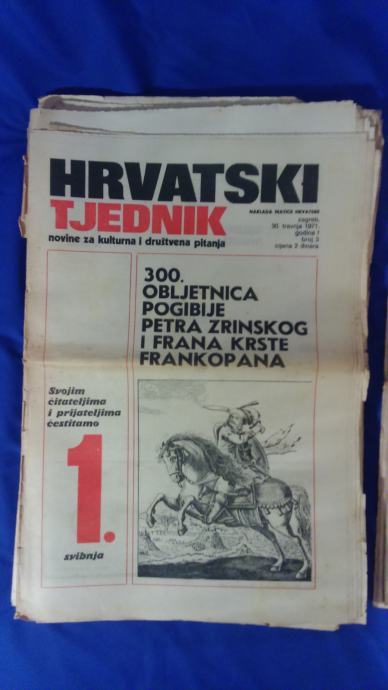 HRVATSKI
TJEDNIK
novine za kulturna i društvena pitanja
NAKLADA MATICE HRVATSKE
zagreb,
30. travnja 1971.
godina I
broj 3
cijena 2 dinara
300.
OBLJETNICA
POGIBIJE
PETRA ZRINSKOG
I FRANA KRSTE
FRANKOPANA
Svojim
čitateljima
i prijateljima
čestitamo
1.
svibnja